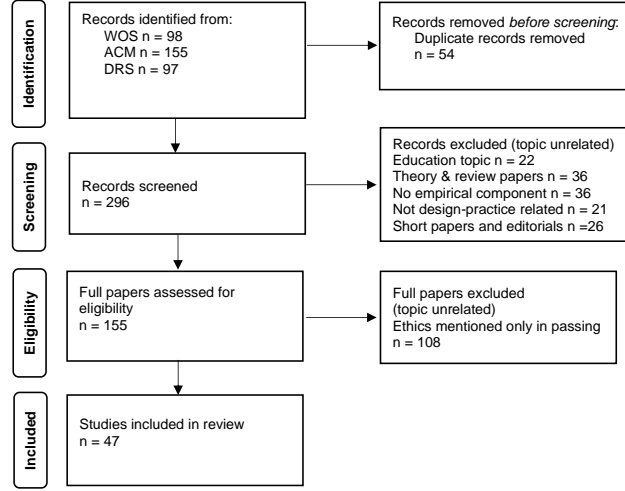 Identification
Records identified from:
WOS n = 98
ACM n = 155
DRS n = 97
Records removed before screening:
Duplicate records removed
n = 54
Screening
Records screened
n = 296
Records excluded (topic unrelated)
Education topic n = 22
Theory & review papers n = 36
No empirical component n = 36
Not design-practice related n = 21
Short papers and editorials n =26
Eligibility
Full papers assessed for
eligibility
n = 155
Full papers excluded
(topic unrelated)
Ethics mentioned only in passing
n = 108
Included
Studies included in review
n = 47